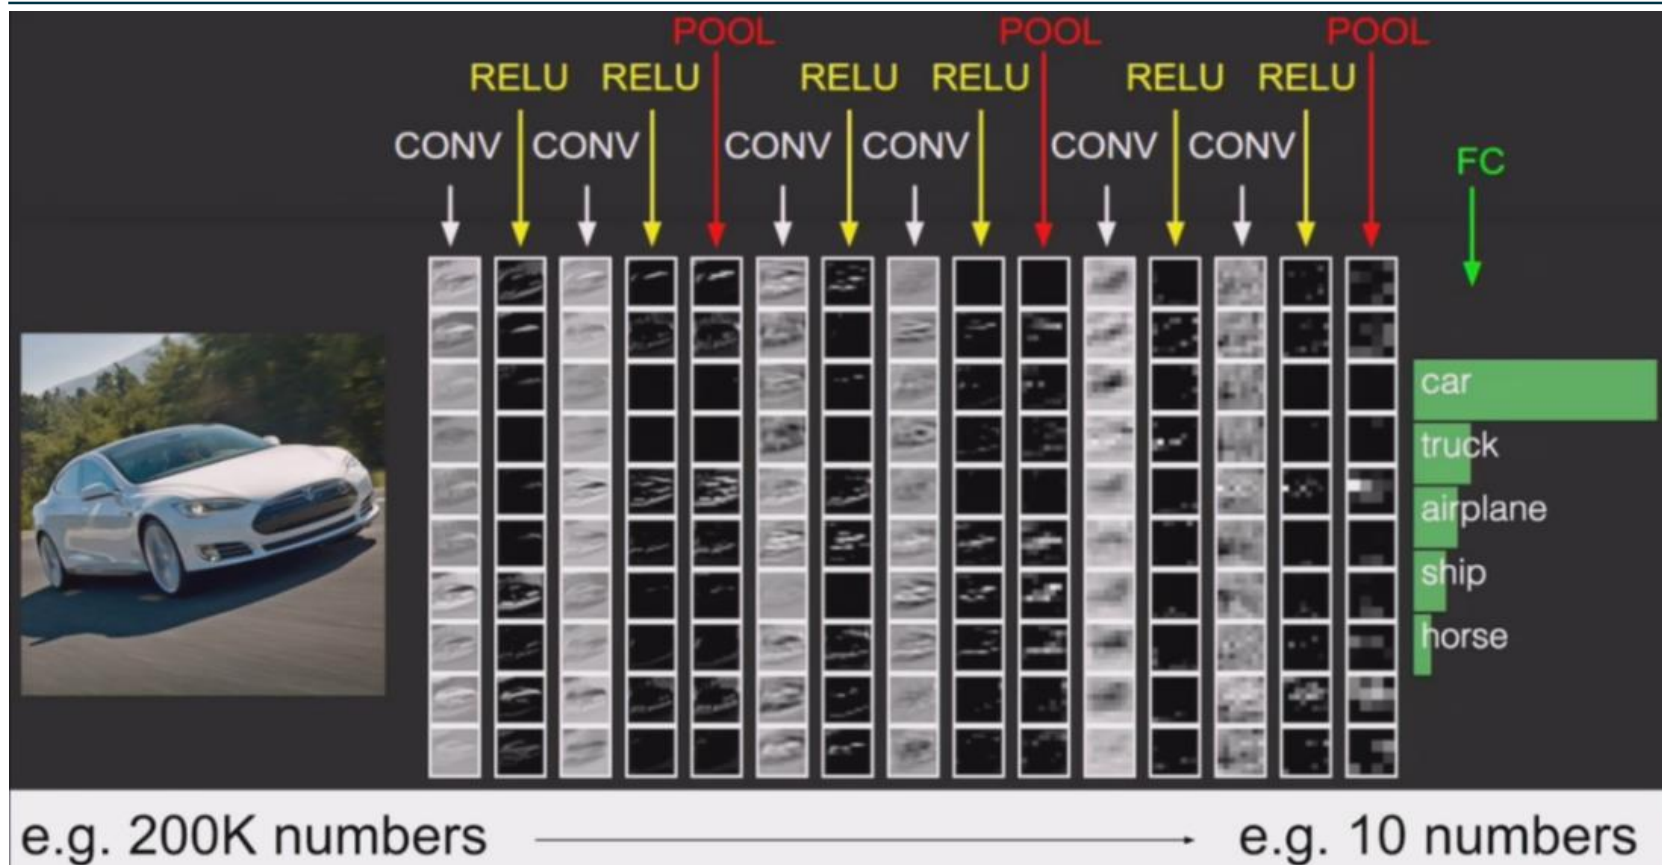 POOL POOL POOL
RELU RELU RELU RELU RELU RELU
CONV CONV CONV CONV CONV CONV
FC
car
truck
airplane
ship
horse
e.g. 200K numbers e.g. 10 numbers